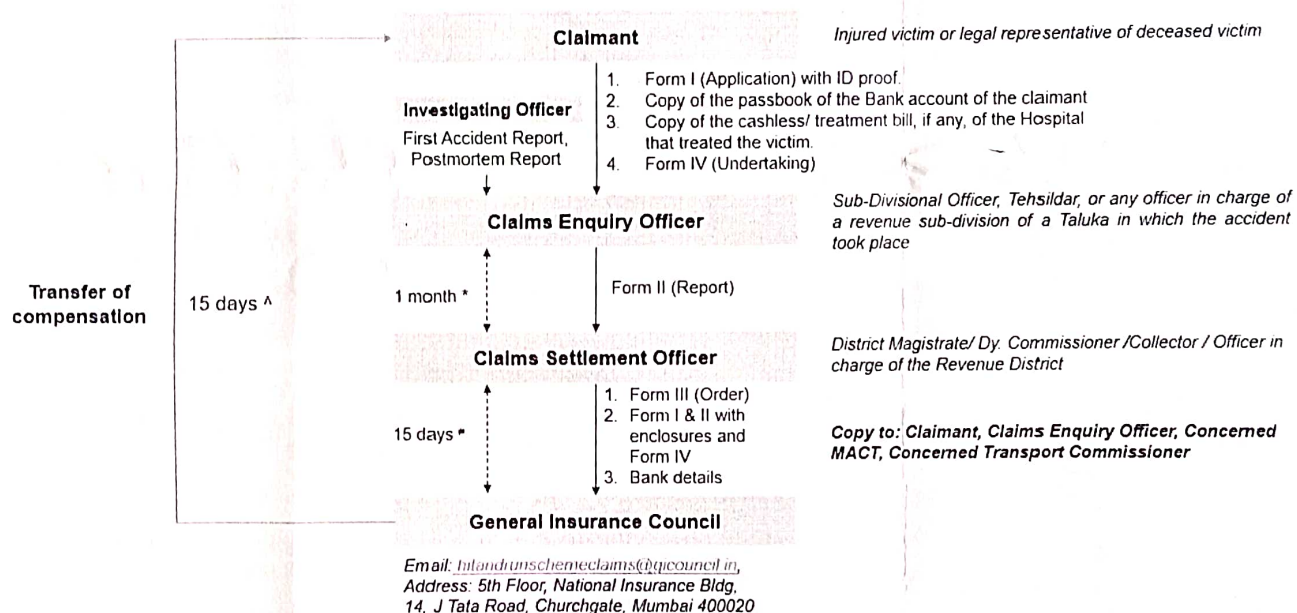 Claimant
Injured victim or legal representative of deceased victim
1. Form I (Application) with ID proof.
2. Copy of the passbook of the Bank account of the claimant
3. Copy of the cashless/ treatment bill, if any, of the Hospital
that treated the victim.
4. Form IV (Undertaking)
Investigating Officer
First Accident Report,
Postmortem Report
Claims Enquiry Officer
Sub-Divisional Officer, Tehsildar, or any officer in charge of
a revenue sub-division of a Taluka in which the accident
took place
Transfer of
compensation
15 days ^
1 month *
Form II (Report)
Claims Settlement Officer
District Magistrate/ Dy. Commissioner /Collector / Officer in
charge of the Revenue District
15 days *
1. Form III (Order)
2. Form I & II with
enclosures and
Form IV
3. Bank details
Copy to: Claimant, Claims Enquiry Officer, Concerned
MACT, Concerned Transport Commissioner
General Insurance Council
Email:
Address: 5th Floor, National Insurance Bldg,
14, J Tata Road, Churchgate, Mumbai 400020